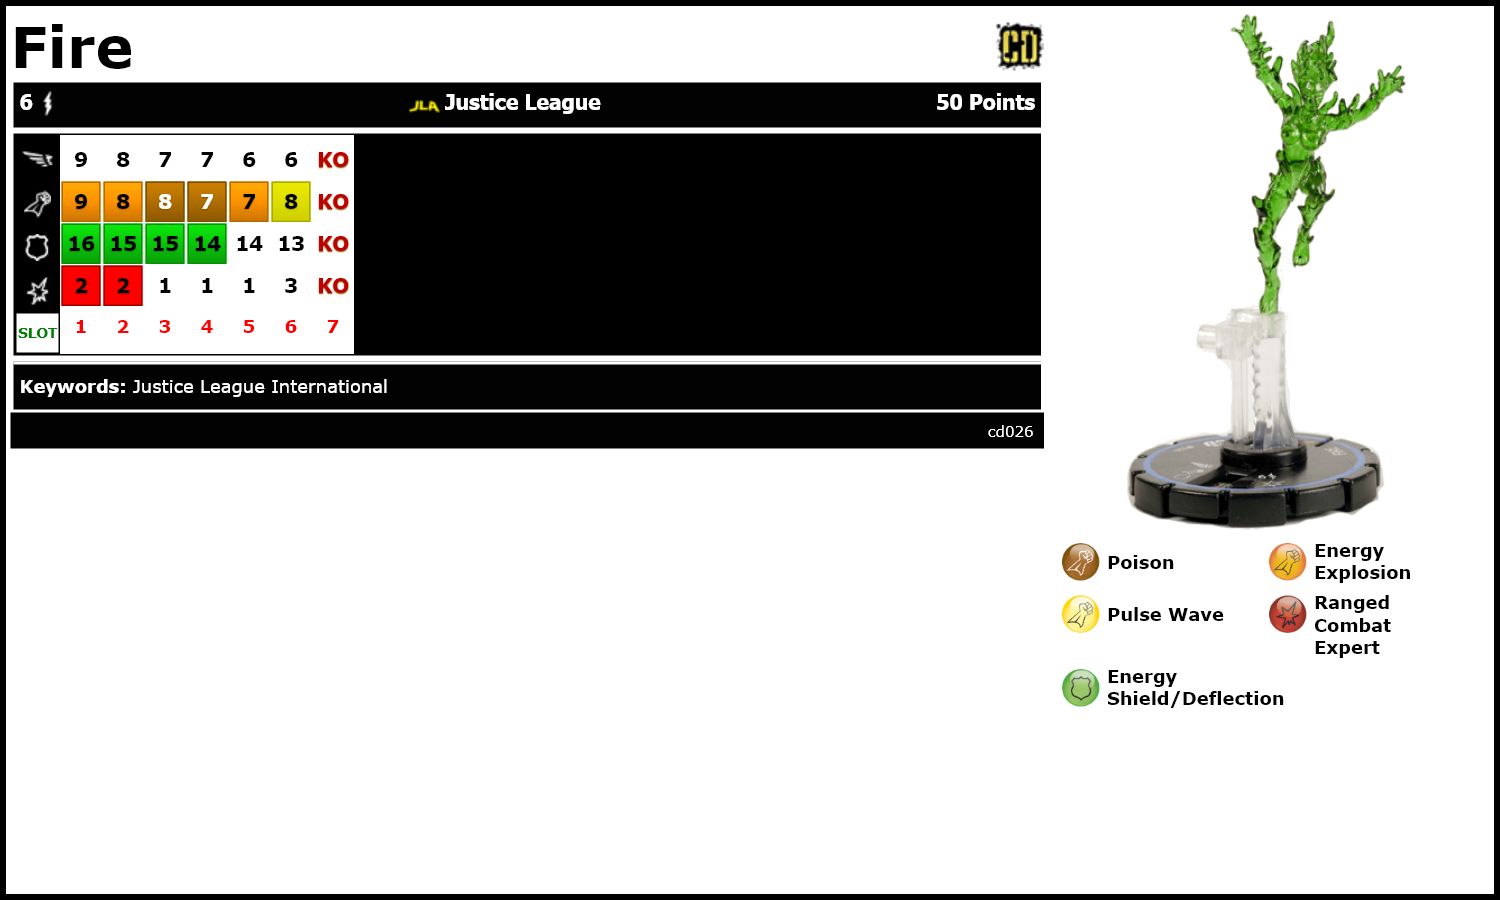 Fire
CD
6 JLA Justice League 50 Points
9 8 7 7 6 6 KO
9 8 8 7 7 8 KO
16 15 15 14 14 13 KO
2 2 1 1 1 3 KO
SLOT 1 2 3 4 5 6 7
Keywords: Justice League International
cd026
Poison
Energy
Explosion
Pulse Wave
Ranged
Combat
Expert
Energy
Shield/Deflection